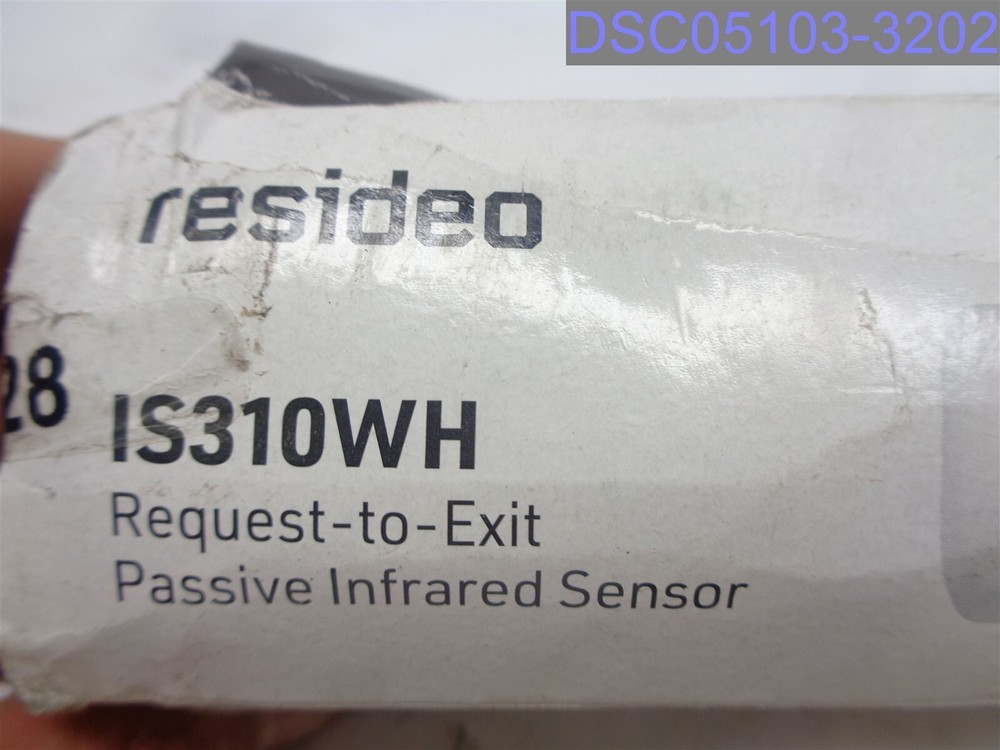 DSC05103-3202
resideo
28
IS310WH
Request-to-Exit
Passive Infrared Sensor